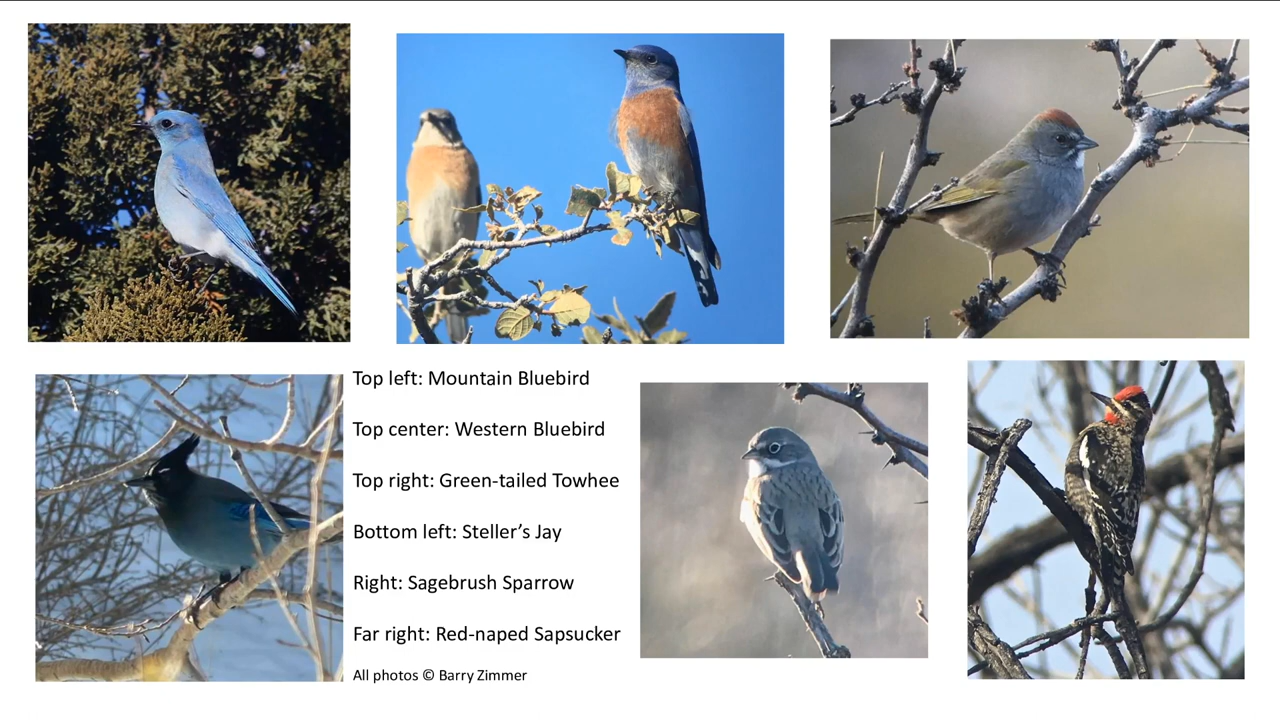 Top left: Mountain Bluebird
Top center: Western Bluebird
Top right: Green-tailed Towhee
Bottom left: Steller’s Jay
Right: Sagebrush Sparrow
Far right: Red-naped Sapsucker
All photos © Barry Zimmer